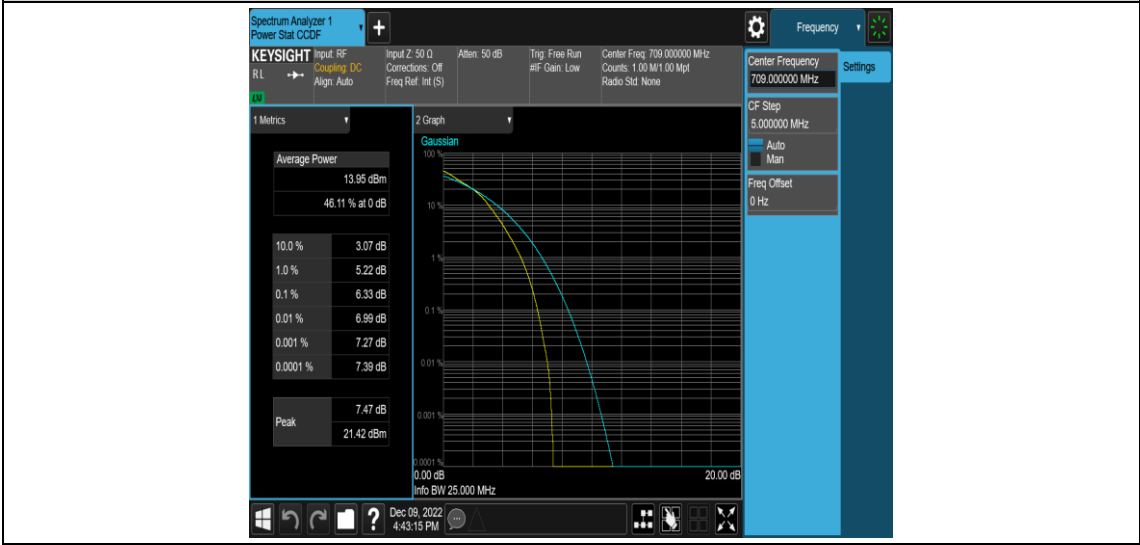 Spectrum Analyzer 1
Power Stat CCDF
+
Frequency
KEYSIGHT
RL
LM
Input: RF
Coupling: DC
Align: Auto
Input Z: 50 Ω
Corrections: Off
Freq Ref: Int (S)
Atten: 50 dB
Trig: Free Run
#IF Gain: Low
Center Freq: 709.000000 MHz
Counts: 1.00 M/1.00 Mpt
Radio Std: None
Center Frequency
709.000000 MHz
Settings
CF Step
5.000000 MHz
Auto
Man
Freq Offset
0 Hz
1 Metrics
Average Power
13.95 dBm
46.11 % at 0 dB
10.0 % 3.07 dB
1.0 % 5.22 dB
0.1 % 6.33 dB
0.01 % 6.99 dB
0.001 % 7.27 dB
0.0001 % 7.39 dB
Peak
7.47 dB
21.42 dBm
2 Graph
Gaussian
100 %
10 %
1 %
0.1 %
0.01 %
0.001 %
0.0001 %
0.00 dB 20.00 dB
Info BW 25.000 MHz
?
Dec 09, 2022
4:43:15 PM